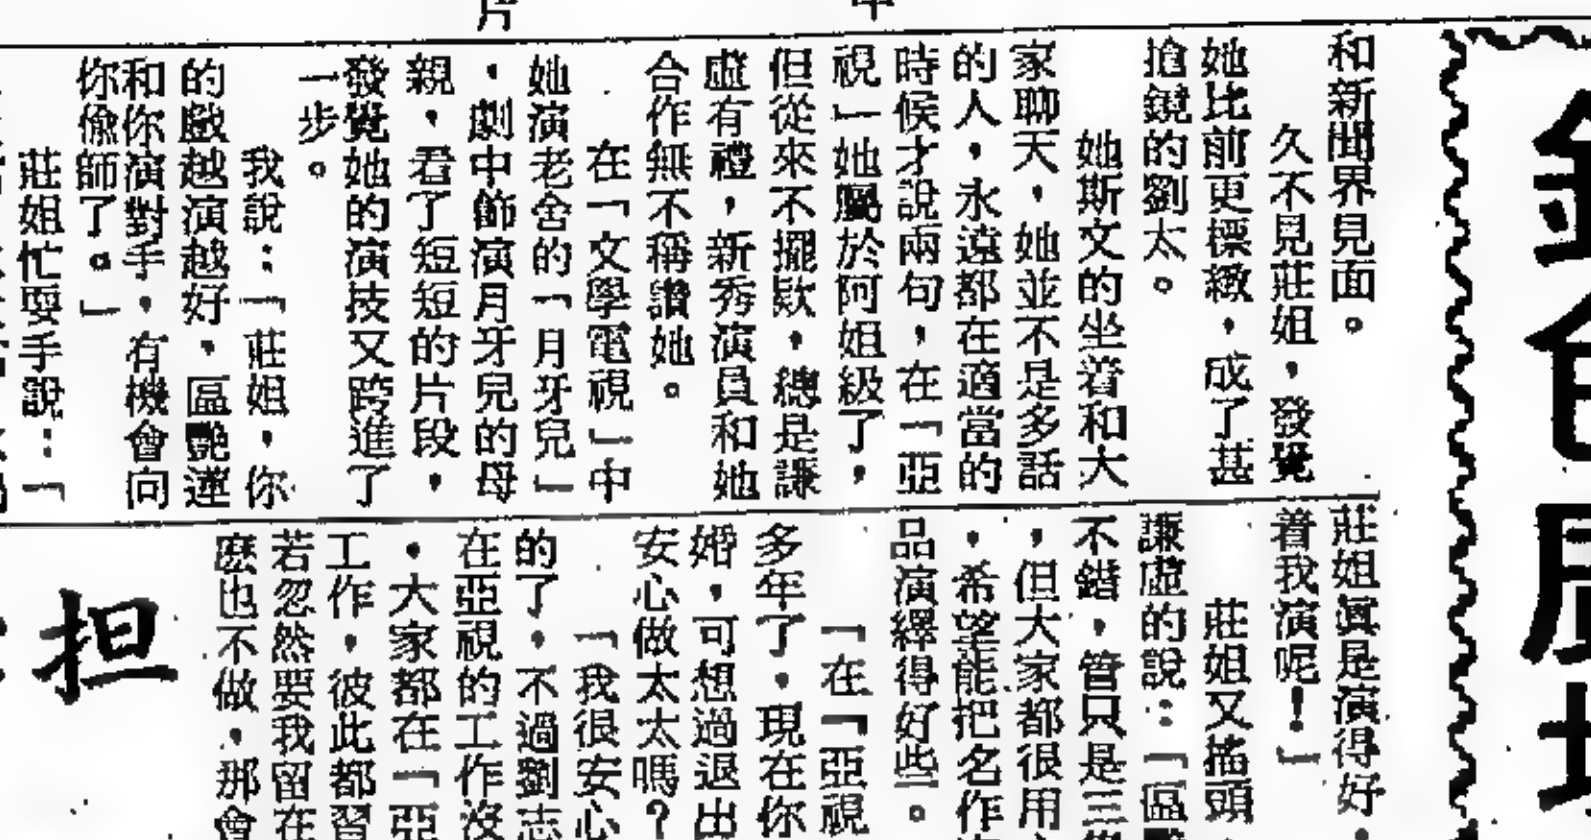 和新聞界見面。
久不見莊姐，發覺
她比前更標緻，成了甚
搶鏡的劉太。
她斯文的坐着和大
家聊天，她並不是多話
的人，永遠都在適當的
時候才說兩句，在「亞
視」她屬於阿姐級了，
但從來不擺欵，總是謙
虛有禮，新秀演員和她
合作無不稱讚她。
在「文學電視」中
她演老舍的「月牙兒」
，劇中飾演月牙兒的母
親，看了短短的片段，
發覺她的演技又跨進了
一步。
我說：「莊姐，你
的戲越演越好，區艷蓮
和你演對手，有機會向
你偸師了。」
莊姐忙耍手說：「
莊姐眞是演得好，
着我演呢！」
莊姐又搖頭
謙虛的說：「區
不錯，管只是三
，但大家都很用
，希望能把名作
品演繹得好些。
「在「亞視
多年了，現在你
婚，可想過退出
安心做太太嗎？
「我很安心
的了，不過劉志
在亞視的工作沒
，大家都在「亞
工作，彼此都習
若忽然要我留在
麽也不做，那會
担